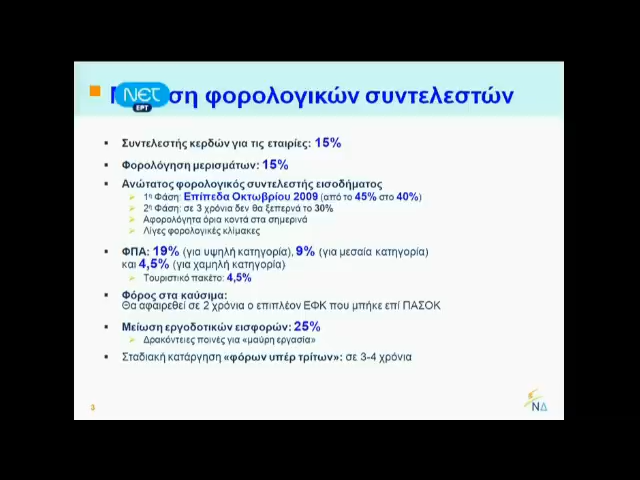 νετ
ΕΡΤ
ση φορολογικών συντελεστών
Συντελεστής κερδών για τις εταιρίες: 15%
Φορολόγηση μερισμάτων: 15%
Ανώτατος φορολογικός συντελεστής εισοδήματος
1η Φάση: Επίπεδα Οκτωβρίου 2009 (από το 45% στο 40%)
2η Φάση: σε 3 χρόνια δεν θα ξεπερνά το 30%
Αφορολόγητα όρια κοντά στα σημερινά
Λίγες φορολογικές κλίμακες
ΦΠΑ: 19% (για υψηλή κατηγορία), 9% (για μεσαία κατηγορία)
και 4,5% (για χαμηλή κατηγορία)
Τουριστικό πακέτο: 4,5%
Φόρος στα καύσιμα:
Θα αφαιρεθεί σε 2 χρόνια ο επιπλέον ΕΦΚ που μπήκε επί ΠΑΣΟΚ
Μείωση εργοδοτικών εισφορών: 25%
Δρακόντειες ποινές για «μαύρη εργασία»
Σταδιακή κατάργηση «φόρων υπέρ τρίτων»: σε 3-4 χρόνια
3
ΝΔ